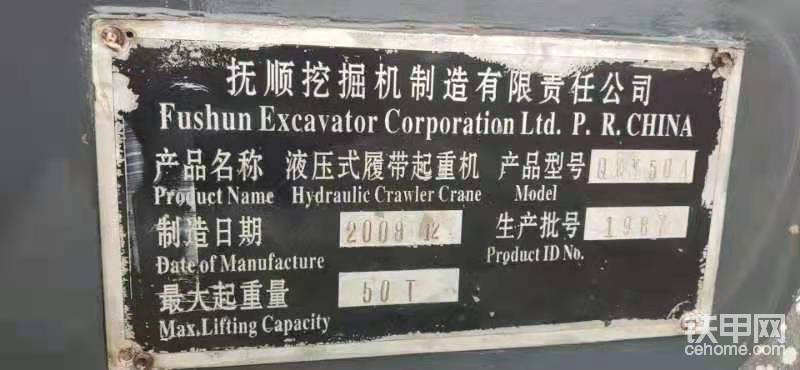 抚顺挖掘机制造有限责任公司
Fushun Excavator Corporation Ltd. P. R. CHINA
产品名称 液压式履带起重机 产品型号
Product Name Hydraulic Crawler Crane Model
制造日期 2008 12 生产批号 1987
Date of Manufacture Product ID No.
最大起重量 50T
Max.Lifting Capacity
铁甲网
cehome.com